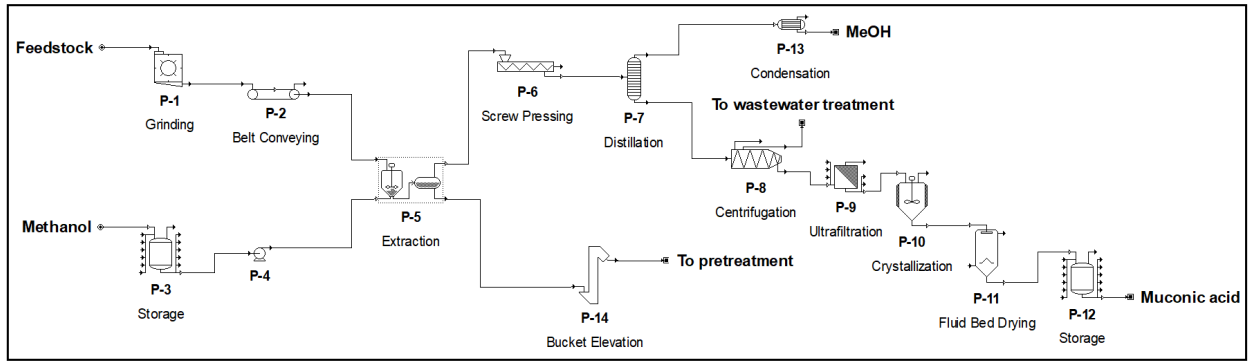 Feedstock
P-1
Grinding
P-2
Belt Conveying
Methanol
P-3
Storage
P-4
P-5
Extraction
P-6
Screw Pressing
P-7
Distillation
P-13
Condensation
MeOH
To wastewater treatment
P-8
Centrifugation
P-9
Ultrafiltration
P-10
Crystallization
P-11
Fluid Bed Drying
P-12
Storage
Muconic acid
P-14
Bucket Elevation
To pretreatment